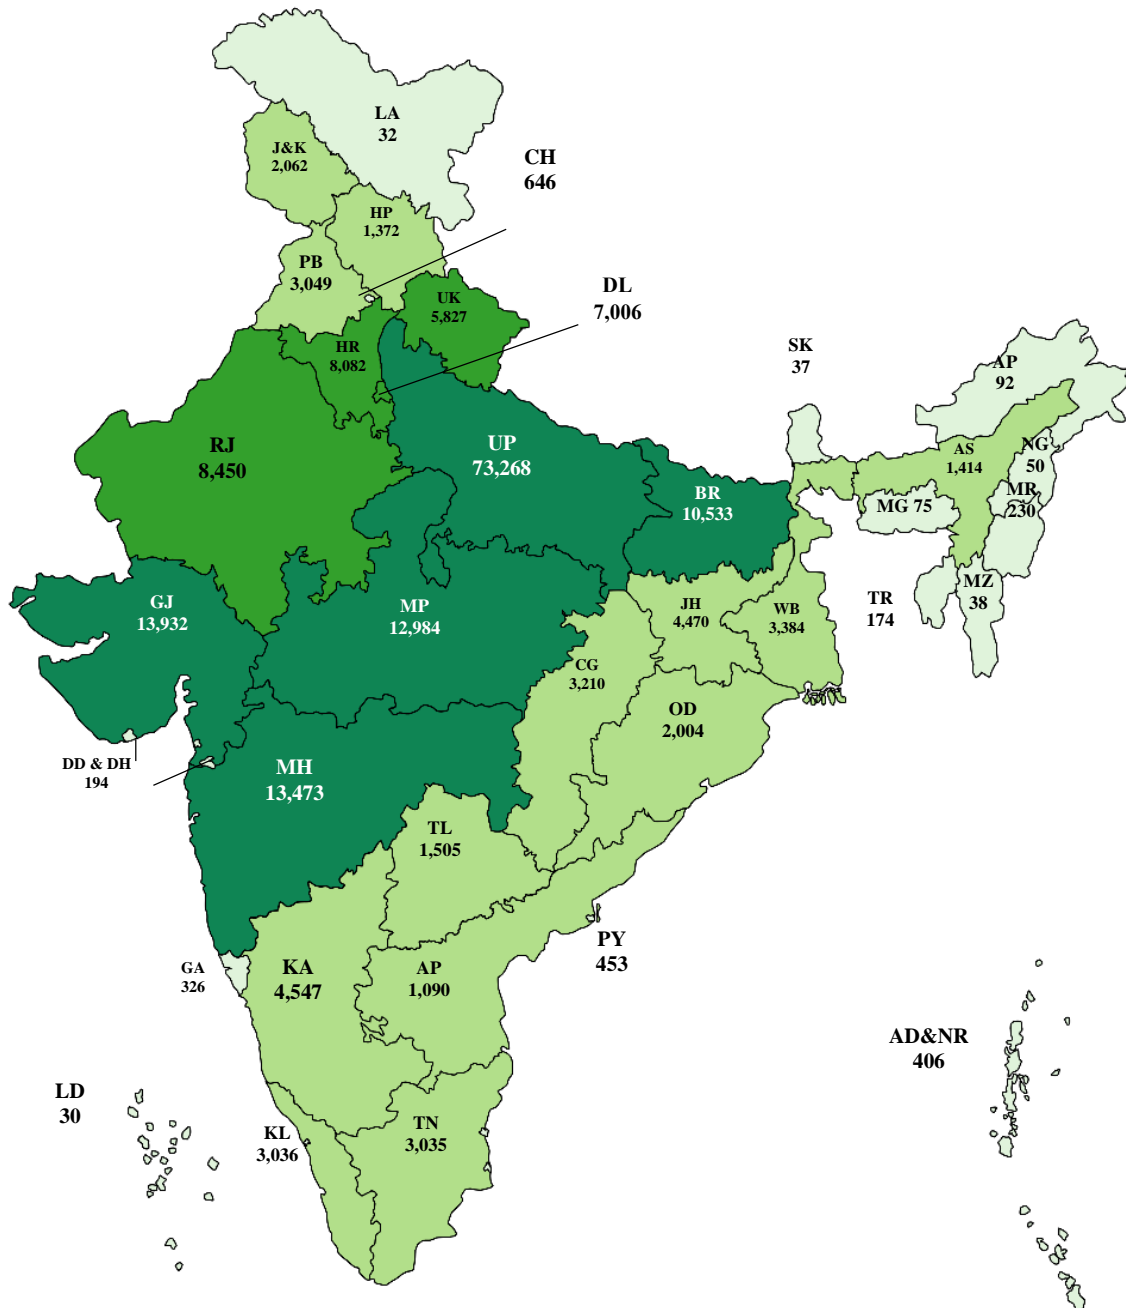 LA
32
J&K
2,062
CH
646
HP
1,372
PB
3,049
DL
7,006
UK
5,827
HR
8,082
SK
37
AP
92
RJ
8,450
UP
73,268
AS
1,414
NG
50
BR
10,533
MR
230
MG 75
GJ
13,932
MP
12,984
JH
4,470
WB
3,384
TR
174
MZ
38
CG
3,210
OD
2,004
DD & DH
194
MH
13,473
TL
1,505
PY
453
GA
326
KA
4,547
AP
1,090
AD&NR
406
LD
30
KL
3,036
TN
3,035